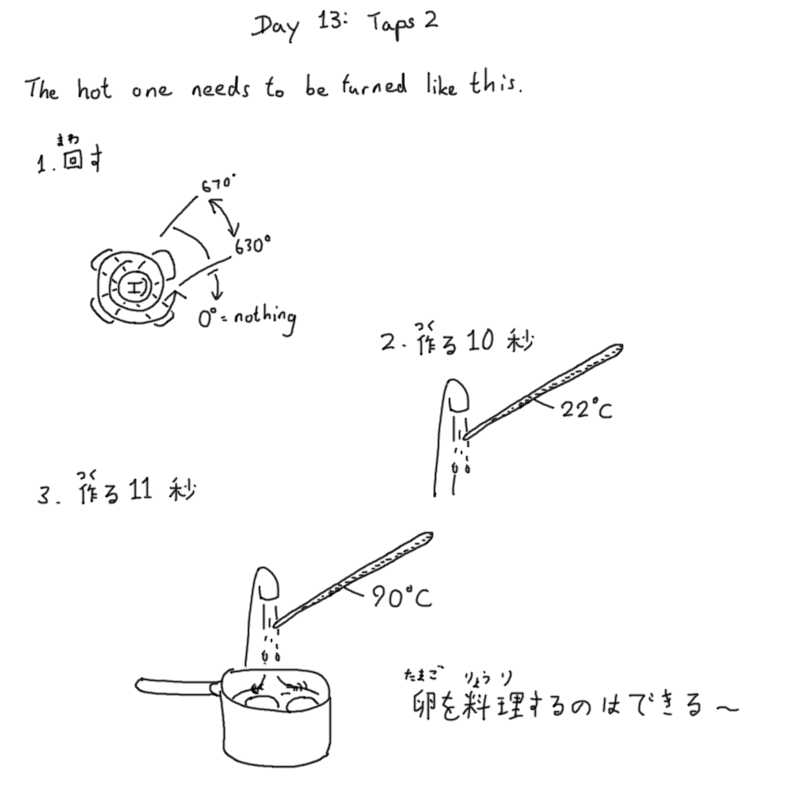 Day 13: Taps 2
The hot one needs to be turned like this.
まわ
1. 回す
670°
630°
0° = nothing
つく
2. 作る 10 秒
22°C
つく
3. 作る 11 秒
90°C
たまご りょうり
卵を料理するのはできる～